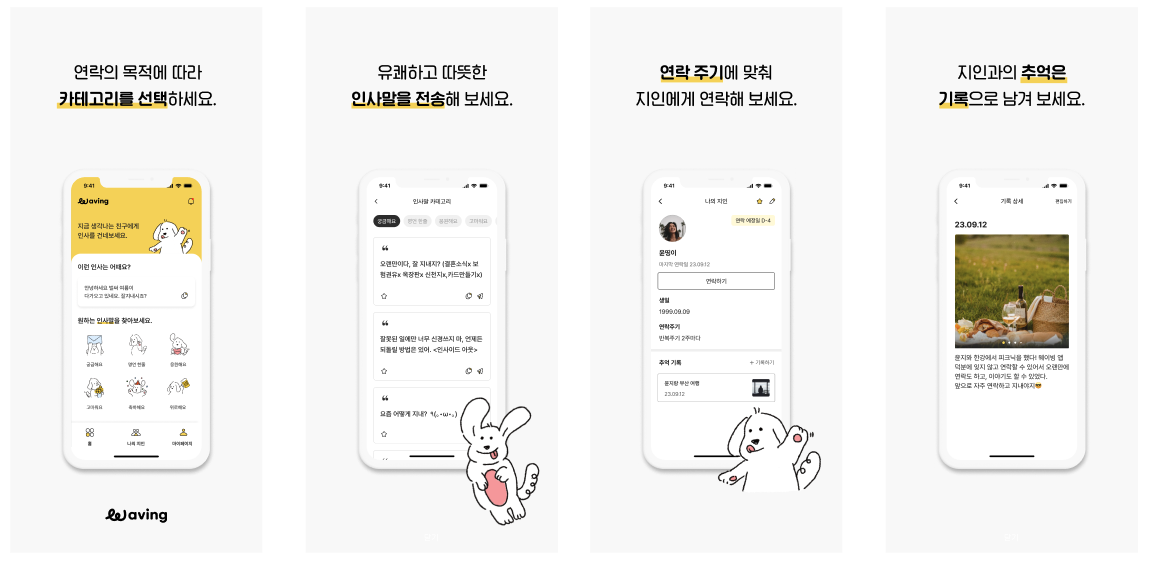 연락의 목적에 따라
카테고리를 선택하세요.
9:41
Waving
지금 생각나는 친구에게
인사를 건네보세요.
이런 인사는 어때요?
안녕하세요 벌써 여름이
다가오고 있네요. 잘지내시죠?
원하는 인사말을 찾아보세요.
궁금해요
명언 한줄
응원해요
고마워요
축하해요
위로해요
홈
나의 지인
마이페이지
Waving
유쾌하고 따뜻한
인사말을 전송해 보세요.
9:41
인사말 카테고리
궁금해요
명언 한줄
응원해요
고마워요
오랜만이다, 잘 지내지? (결혼소식x 보
험권유x 옥장판x 신천지x,카드만들기x)
잘못된 일에만 너무 신경쓰지 마, 언제든
되돌릴 방법은 있어. <인사이드 아웃>
요즘 어떻게 지내? ٩(｡•ω•｡)
연락 주기에 맞춰
지인에게 연락해 보세요.
9:41
나의 지인
연락 예정일 D-4
윤띵이
마지막 연락일 23.09.12
연락하기
생일
1999.09.09
연락주기
반복주기 2주마다
추억 기록
+ 기록하기
윤지랑 부산 여행
23.09.12
지인과의 추억은
기록으로 남겨 보세요.
9:41
기록 상세
편집하기
23.09.12
윤지와 한강에서 피크닉을 했다! 웨이빙 앱
덕분에 잊지 않고 연락할 수 있어서 오랜만에
연락도 하고, 이야기도 할 수 있었다.
앞으로 자주 연락하고 지내야지😎